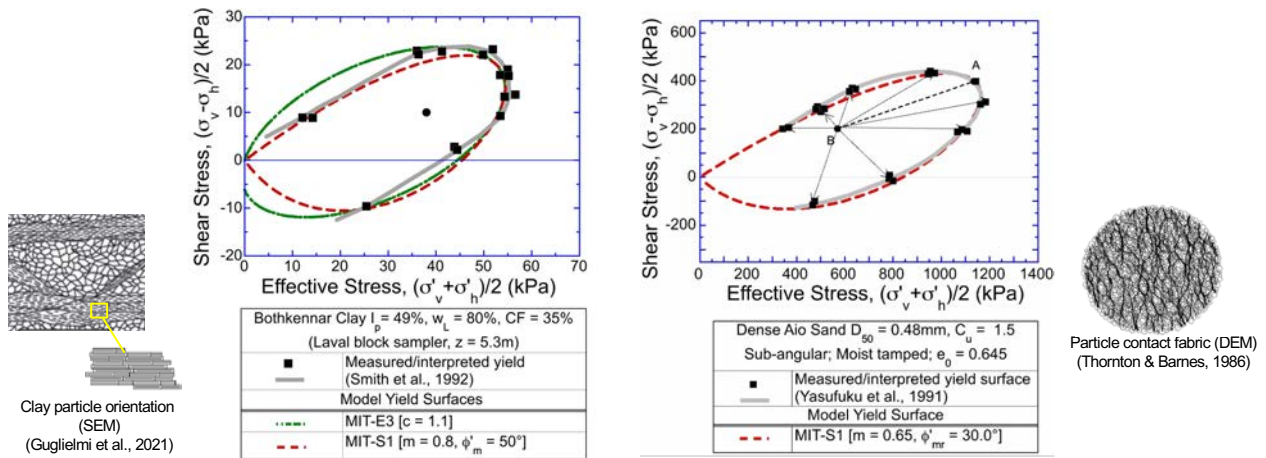 Shear Stress, (σ'v-σ'h)/2 (kPa)
30
20
10
0
-10
-20
0 10 20 30 40 50 60 70
Effective Stress, (σ'v+σ'h)/2 (kPa)
Bothkennar Clay Ip = 49%, wL = 80%, CF = 35%
(Laval block sampler, z = 5.3m)
Measured/interpreted yield
(Smith et al., 1992)
Model Yield Surfaces
MIT-E3 [c = 1.1]
MIT-S1 [m = 0.8, ϕ'm = 50°]
Clay particle orientation
(SEM)
(Guglielmi et al., 2021)
Shear Stress, (σ'v-σ'h)/2 (kPa)
600
400
200
0
-200
A
B
0 200 400 600 800 1000 1200 1400
Effective Stress, (σ'v+σ'h)/2 (kPa)
Dense Aio Sand D50 = 0.48mm, Cu = 1.5
Sub-angular; Moist tamped; e0 = 0.645
Measured/interpreted yield surface
(Yasufuku et al., 1991)
Model Yield Surface
MIT-S1 [m = 0.65, ϕ'mr = 30.0°]
Particle contact fabric (DEM)
(Thornton & Barnes, 1986)